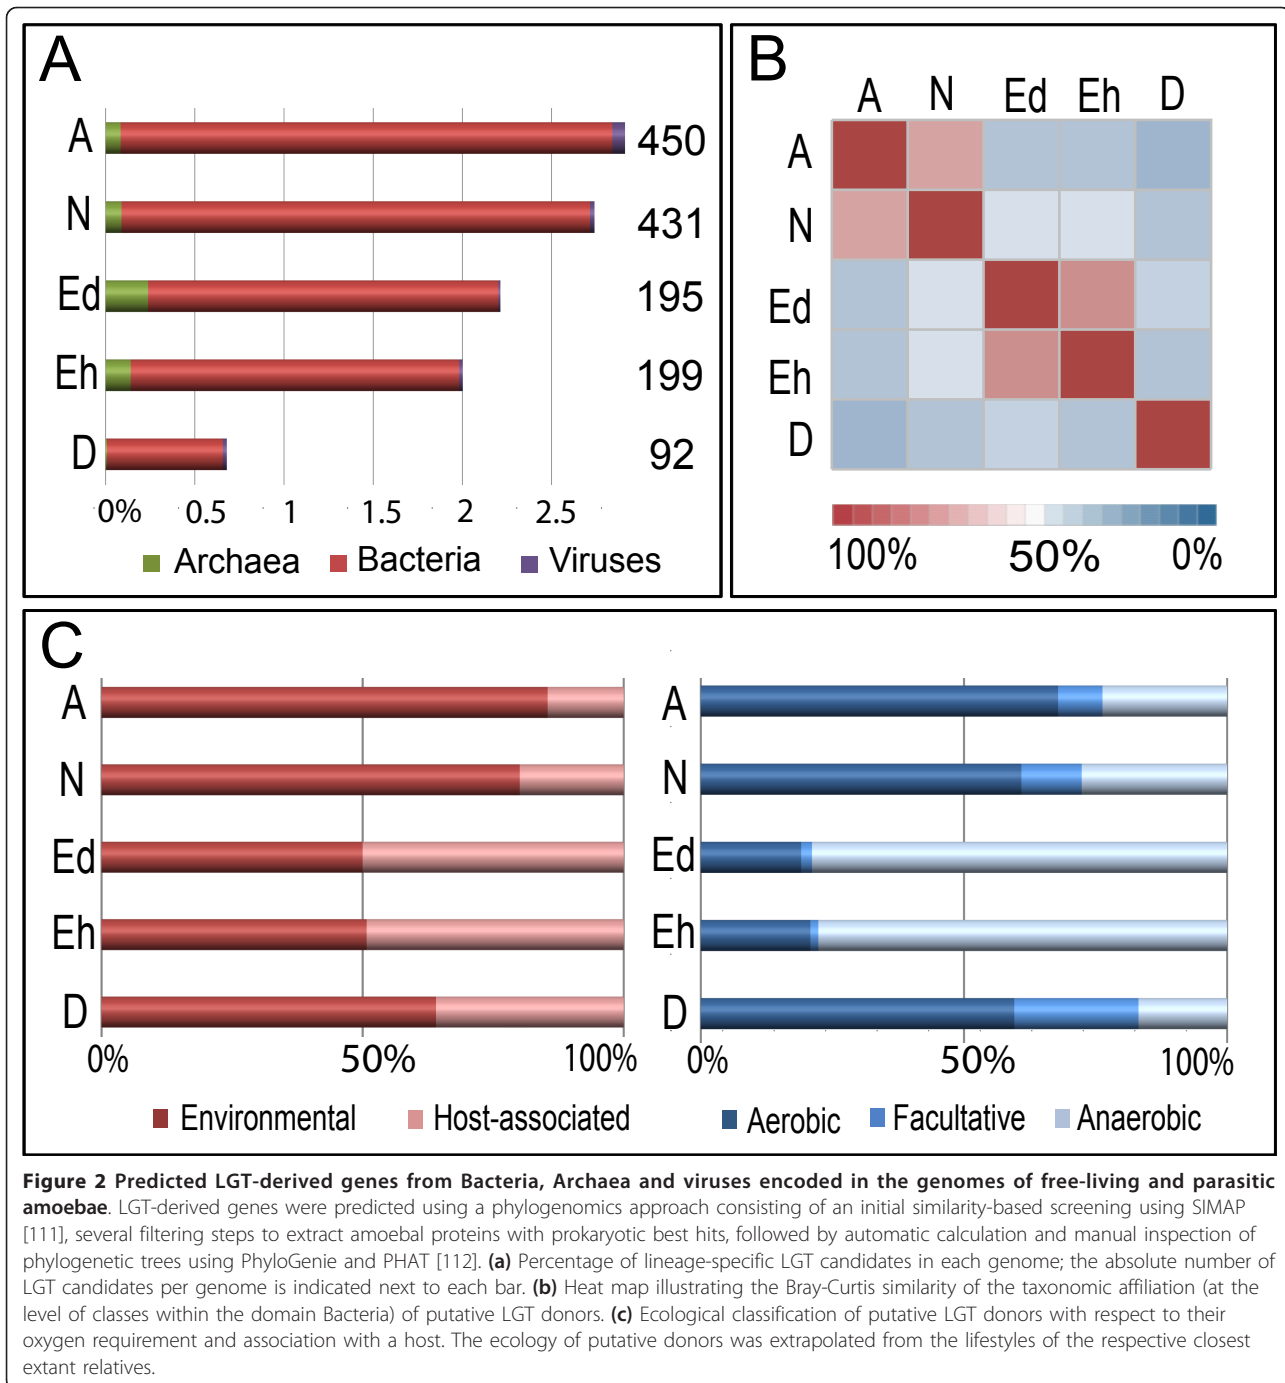 A
A 450
N 431
Ed 195
Eh 199
D 92
0% 0.5 1 1.5 2 2.5
Archaea Bacteria Viruses
B
A N Ed Eh D
A
N
Ed
Eh
D
100% 50% 0%
C
A
N
Ed
Eh
D
0% 50% 100%
Environmental Host-associated
A
N
Ed
Eh
D
0% 50% 100%
Aerobic Facultative Anaerobic
Figure 2 Predicted LGT-derived genes from Bacteria, Archaea and viruses encoded in the genomes of free-living and parasitic
amoebae. LGT-derived genes were predicted using a phylogenomics approach consisting of an initial similarity-based screening using SIMAP
[111], several filtering steps to extract amoebal proteins with prokaryotic best hits, followed by automatic calculation and manual inspection of
phylogenetic trees using PhyloGenie and PHAT [112]. (a) Percentage of lineage-specific LGT candidates in each genome; the absolute number of
LGT candidates per genome is indicated next to each bar. (b) Heat map illustrating the Bray-Curtis similarity of the taxonomic affiliation (at the
level of classes within the domain Bacteria) of putative LGT donors. (c) Ecological classification of putative LGT donors with respect to their
oxygen requirement and association with a host. The ecology of putative donors was extrapolated from the lifestyles of the respective closest
extant relatives.